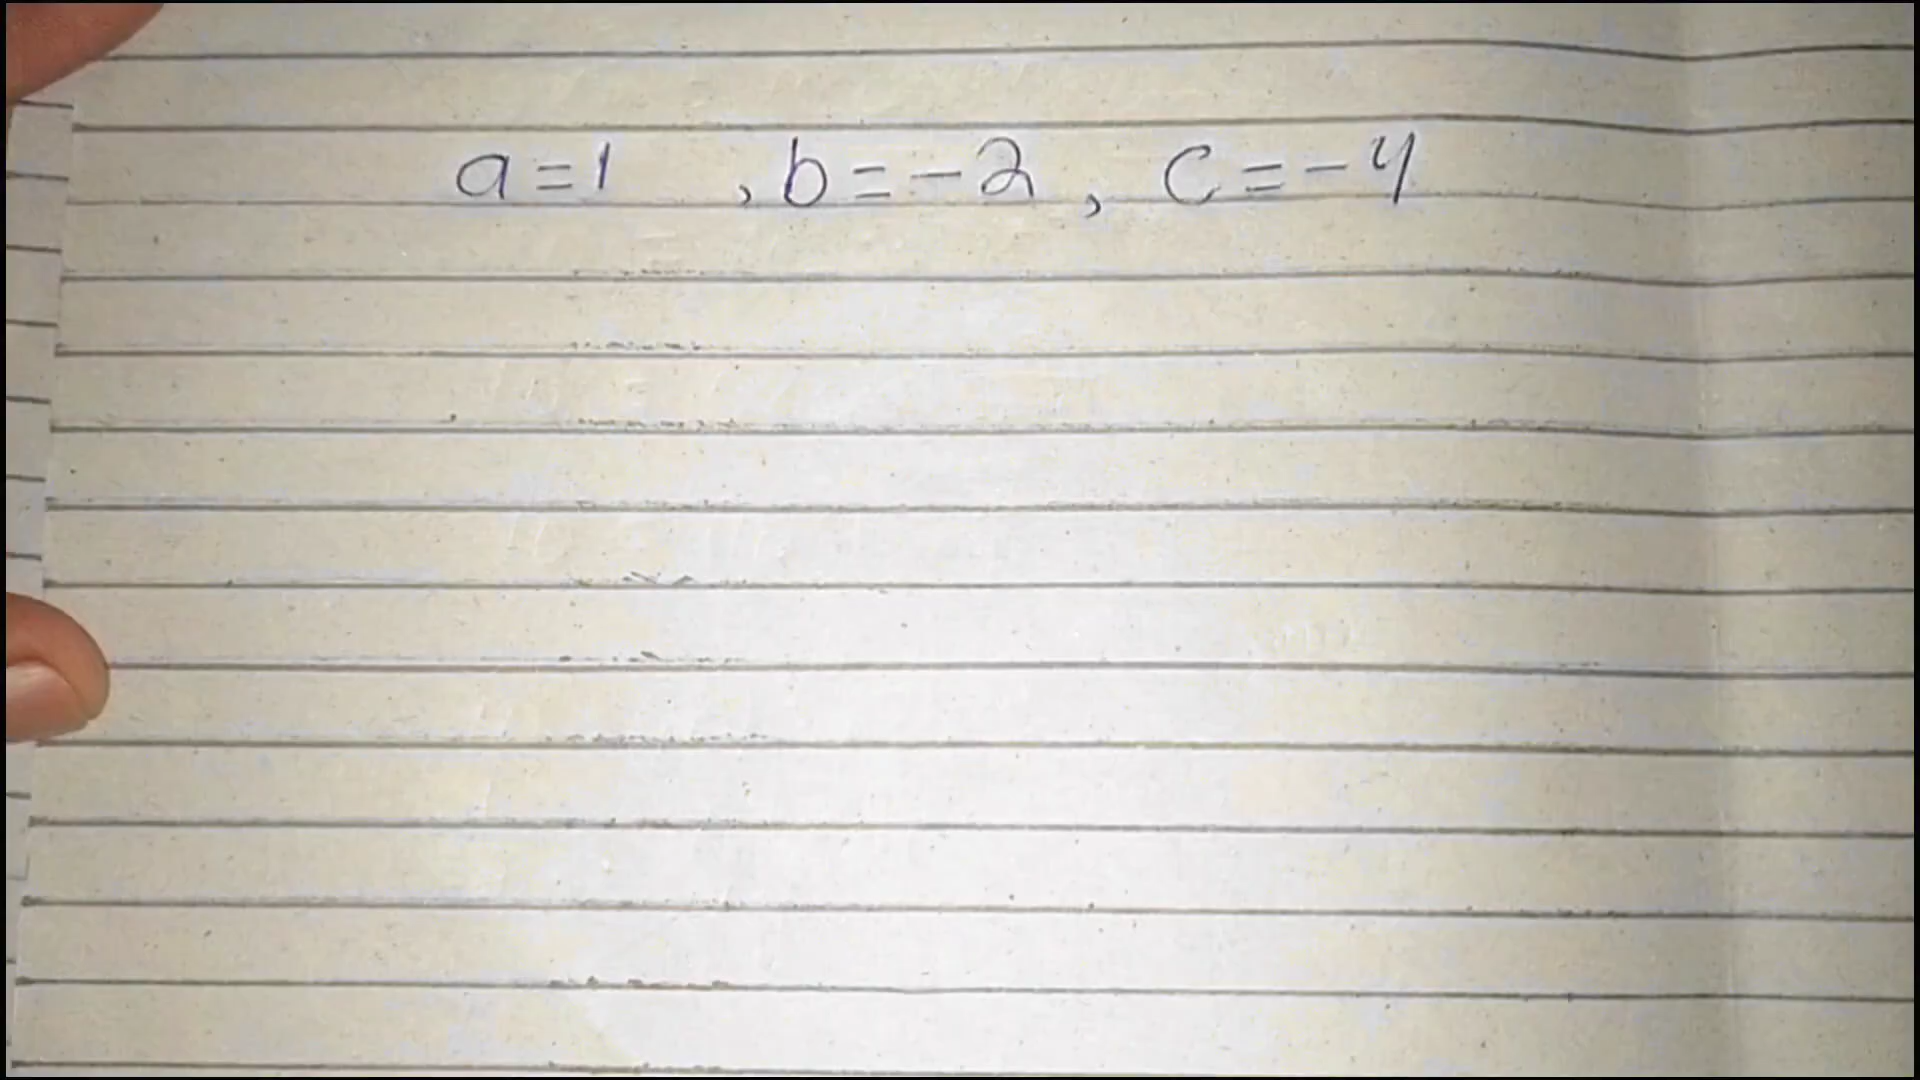 a=1 , b=-2, c=-4